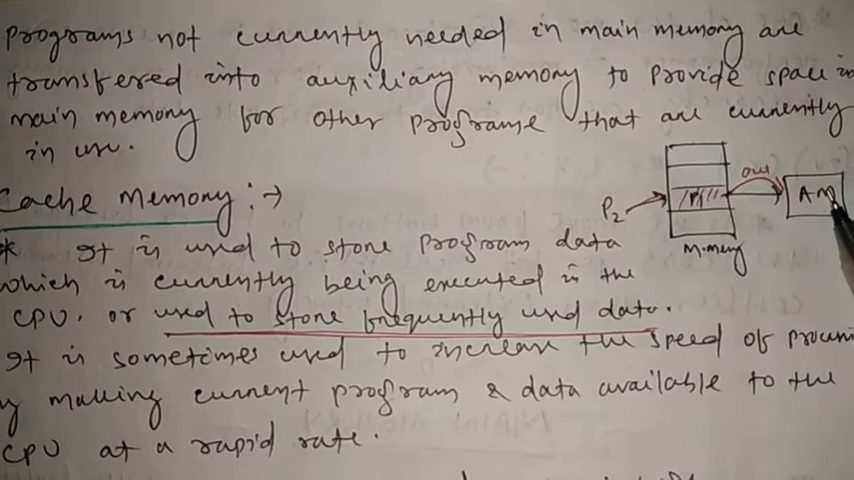 Programs not currently needed in main memory are
transfered into auxiliary memory to provide space in
main memory for other programe that are currently
in use.
Cache Memory :→
* It is used to store program data
which is currently being executed in the
CPU. or used to store frequently used data.
It is sometimes used to increase the speed of
by making current program & data available to the
CPU at a rapid rate.
P2
P1
out
AM
M.memy